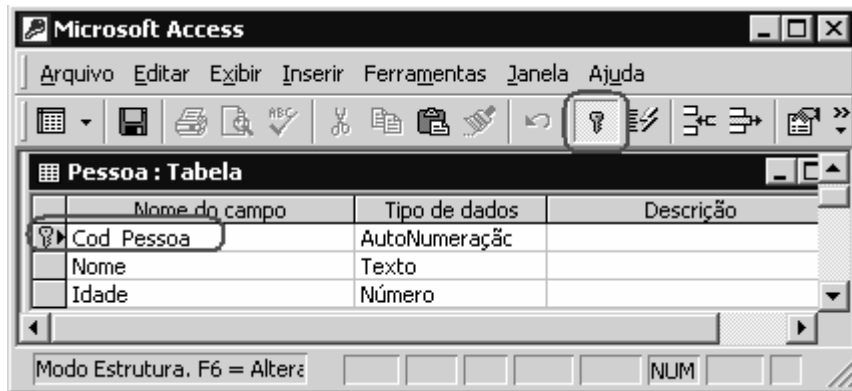 Microsoft Access
Arquivo Editar Exibir Inserir Ferramentas Janela Ajuda
ABC
Pessoa : Tabela
Nome do campo Tipo de dados Descrição
Cod_Pessoa AutoNumeraçãc
Nome Texto
Idade Número
Modo Estrutura. F6 = Altera NUM